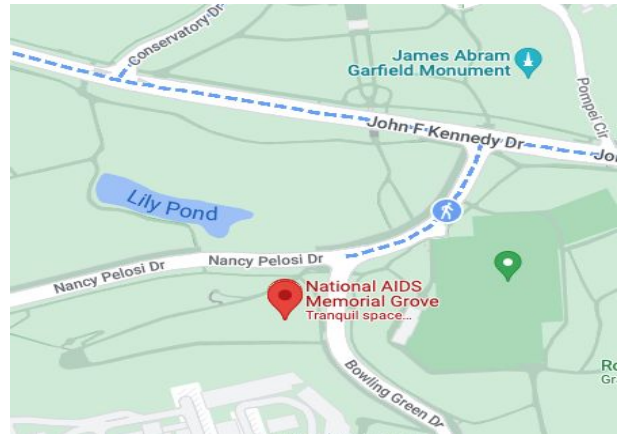 Conservatory Dr
James Abram
Garfield Monument
Pompei Cir
John F Kennedy Dr
Lily Pond
Nancy Pelosi Dr
Nancy Pelosi Dr
National AIDS
Memorial Grove
Tranquil space...
Bowling Green Dr